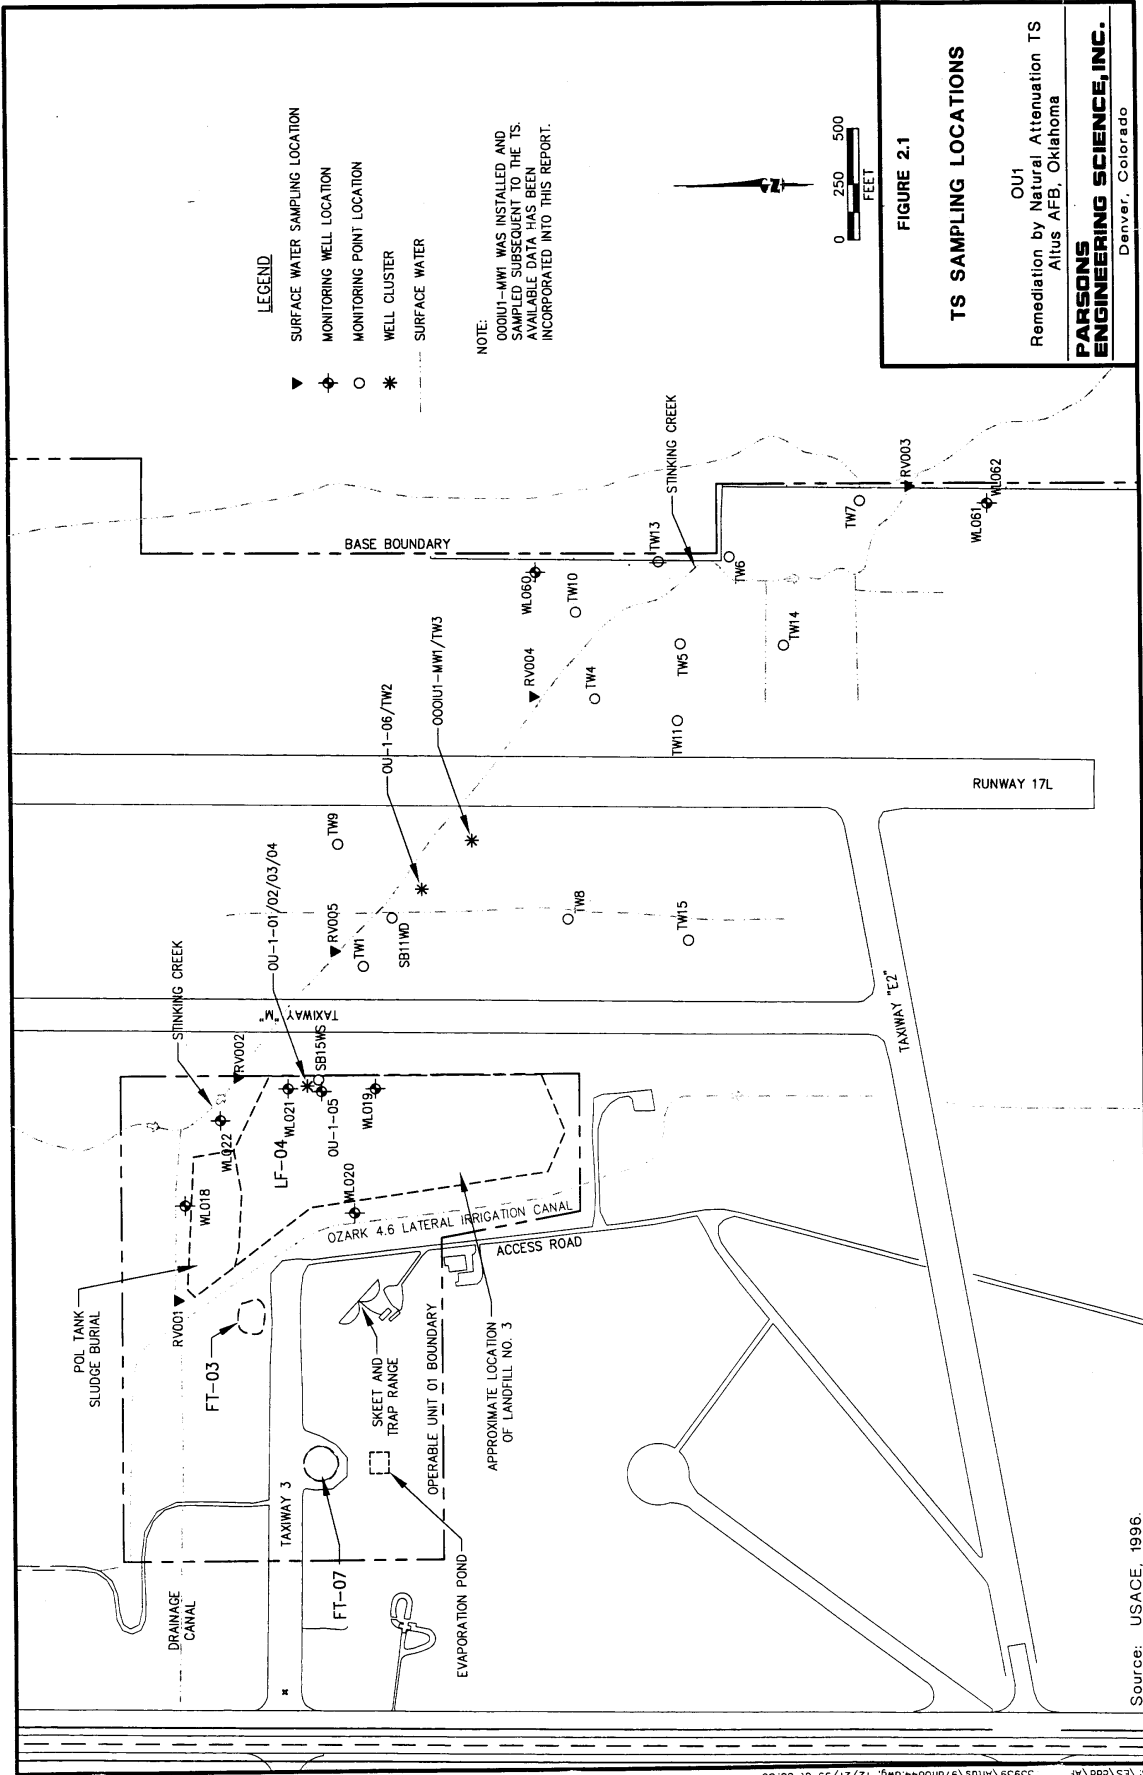 LEGEND
SURFACE WATER SAMPLING LOCATION
MONITORING WELL LOCATION
MONITORING POINT LOCATION
WELL CLUSTER
SURFACE WATER
NOTE:
000IU1-MW1 WAS INSTALLED AND
SAMPLED SUBSEQUENT TO THE TS.
AVAILABLE DATA HAS BEEN
INCORPORATED INTO THIS REPORT.
0 250 500
FEET
FIGURE 2.1
TS SAMPLING LOCATIONS
OU1
Remediation by Natural Attenuation TS
Altus AFB, Oklahoma
PARSONS
ENGINEERING SCIENCE, INC.
Denver, Colorado
BASE BOUNDARY
STINKING CREEK
RV003
WL061
WL062
TW7
TW13
TW6
WL060
TW10
TW14
TW5
TW4
RV004
TW11
000IU1-MW1/TW3
OU-1-06/TW2
RUNWAY 17L
TW9
OU-1-01/02/03/04
RV005
TW1
SB11WD
TW8
TW15
STINKING CREEK
TAXIWAY "M"
TAXIWAY "E2"
RV002
SB15WS
WL021
OU-1-05
WL019
WL022
LF-04
WL018
WL020
OZARK 4.6 LATERAL IRRIGATION CANAL
ACCESS ROAD
POL TANK
SLUDGE BURIAL
RV001
FT-03
SKEET AND
TRAP RANGE
OPERABLE UNIT 01 BOUNDARY
APPROXIMATE LOCATION
OF LANDFILL NO. 3
TAXIWAY 3
FT-07
EVAPORATION POND
DRAINAGE
CANAL
x
Source: USACE, 1996.